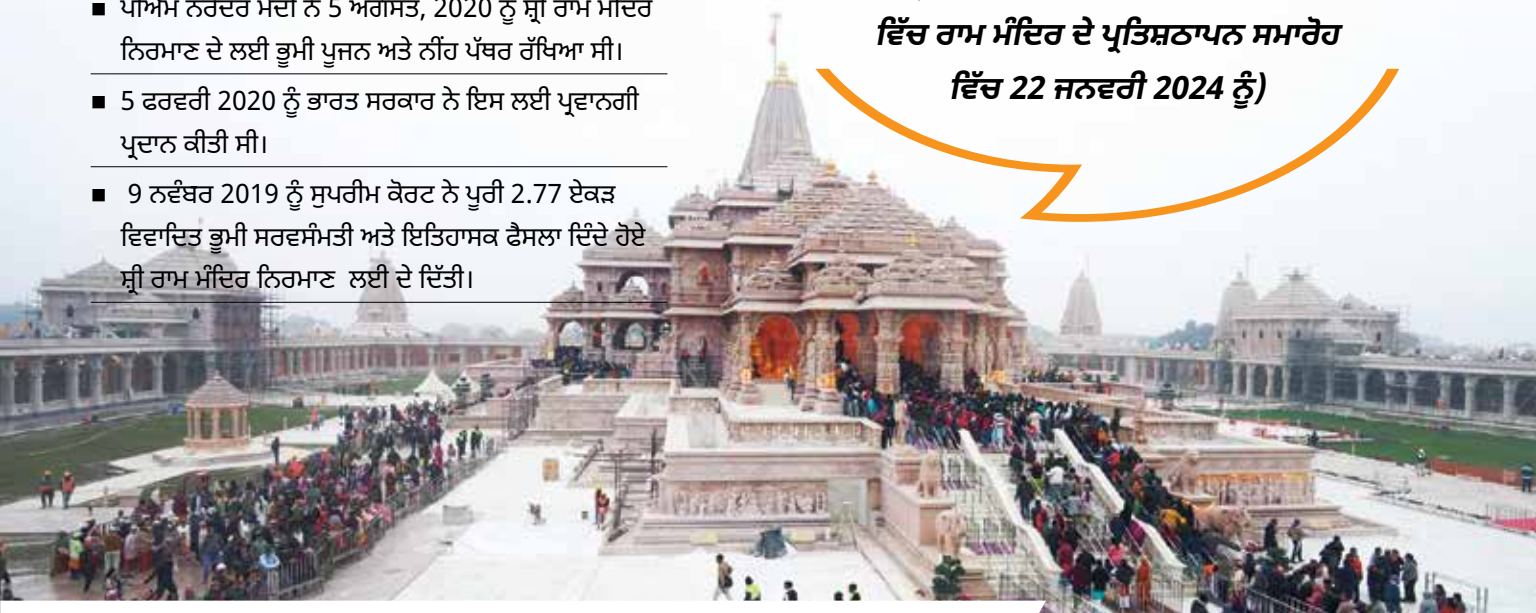 ਪੀਐਮ ਨਰੇਂਦਰ ਮੋਦੀ ਨੇ 5 ਅਗਸਤ, 2020 ਨੂੰ ਸ਼੍ਰੀ ਰਾਮ ਮੰਦਿਰ
ਨਿਰਮਾਣ ਦੇ ਲਈ ਭੂਮੀ ਪੂਜਨ ਅਤੇ ਨੀਂਹ ਪੱਥਰ ਰੱਖਿਆ ਸੀ।
5 ਫਰਵਰੀ 2020 ਨੂੰ ਭਾਰਤ ਸਰਕਾਰ ਨੇ ਇਸ ਲਈ ਪ੍ਰਵਾਨਗੀ
ਪ੍ਰਦਾਨ ਕੀਤੀ ਸੀ।
9 ਨਵੰਬਰ 2019 ਨੂੰ ਸੁਪਰੀਮ ਕੋਰਟ ਨੇ ਪੂਰੀ 2.77 ਏਕੜ
ਵਿਵਾਦਿਤ ਭੂਮੀ ਸਰਵਸੰਮਤੀ ਅਤੇ ਇਤਿਹਾਸਕ ਫੈਸਲਾ ਦਿੰਦੇ ਹੋਏ
ਸ਼੍ਰੀ ਰਾਮ ਮੰਦਿਰ ਨਿਰਮਾਣ ਲਈ ਦੇ ਦਿੱਤੀ।
ਵਿੱਚ ਰਾਮ ਮੰਦਿਰ ਦੇ ਪ੍ਰਤਿਸ਼ਠਾਪਨ ਸਮਾਰੋਹ
ਵਿੱਚ 22 ਜਨਵਰੀ 2024 ਨੂੰ)